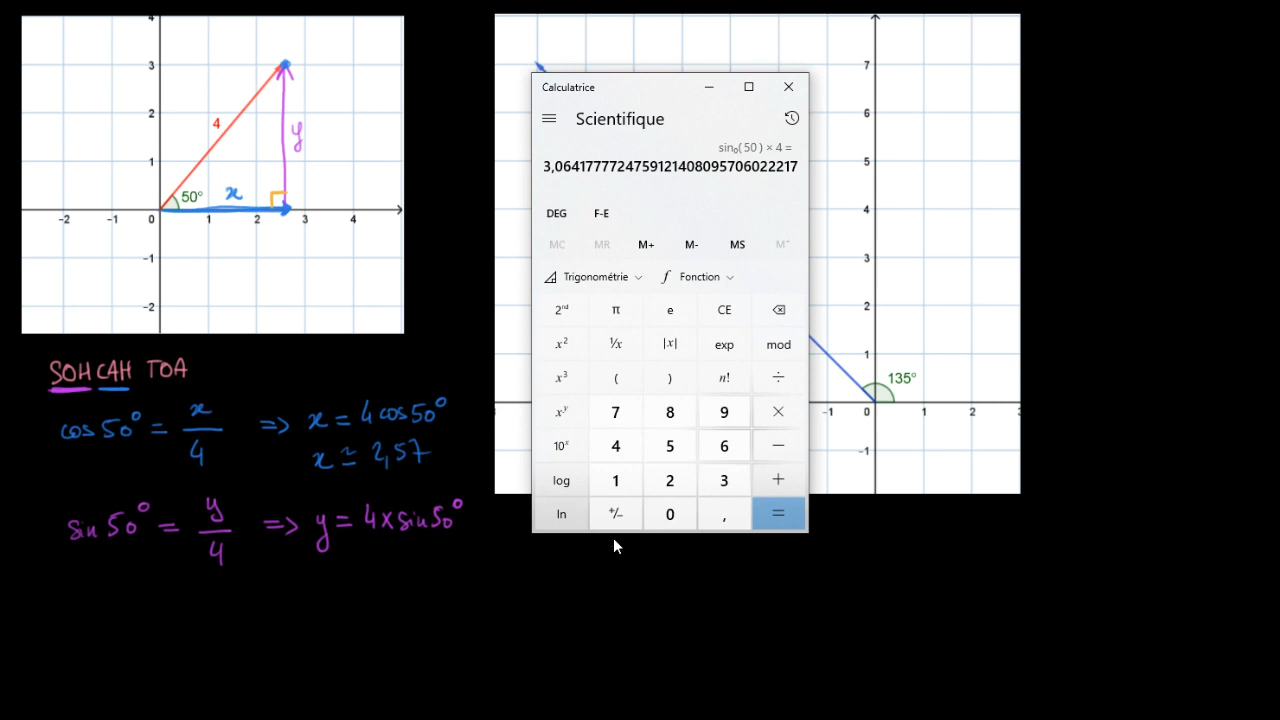 4
3
2
1
-1
-2
-2
-1
0
1
2
3
4
4
y
50°
x
SOH CAH TOA
cos 50° = x/4 => x = 4 cos 50°
x ≃ 2,57
sin 50° = y/4 => y = 4 x sin 50°
7
6
5
4
3
2
1
-1
135°
-1
0
1
2
3
Calculatrice
Scientifique
sin₀( 50 ) × 4 =
3,0641777724759121408095706022217
DEG F-E
MC MR M+ M- MS M˅
Trigonométrie f Fonction
2ⁿᵈ π e CE
x² ¹/x |x| exp mod
x³ ( ) n! ÷
xʸ 7 8 9 ×
10ˣ 4 5 6 −
log 1 2 3 +
ln +/− 0 , =